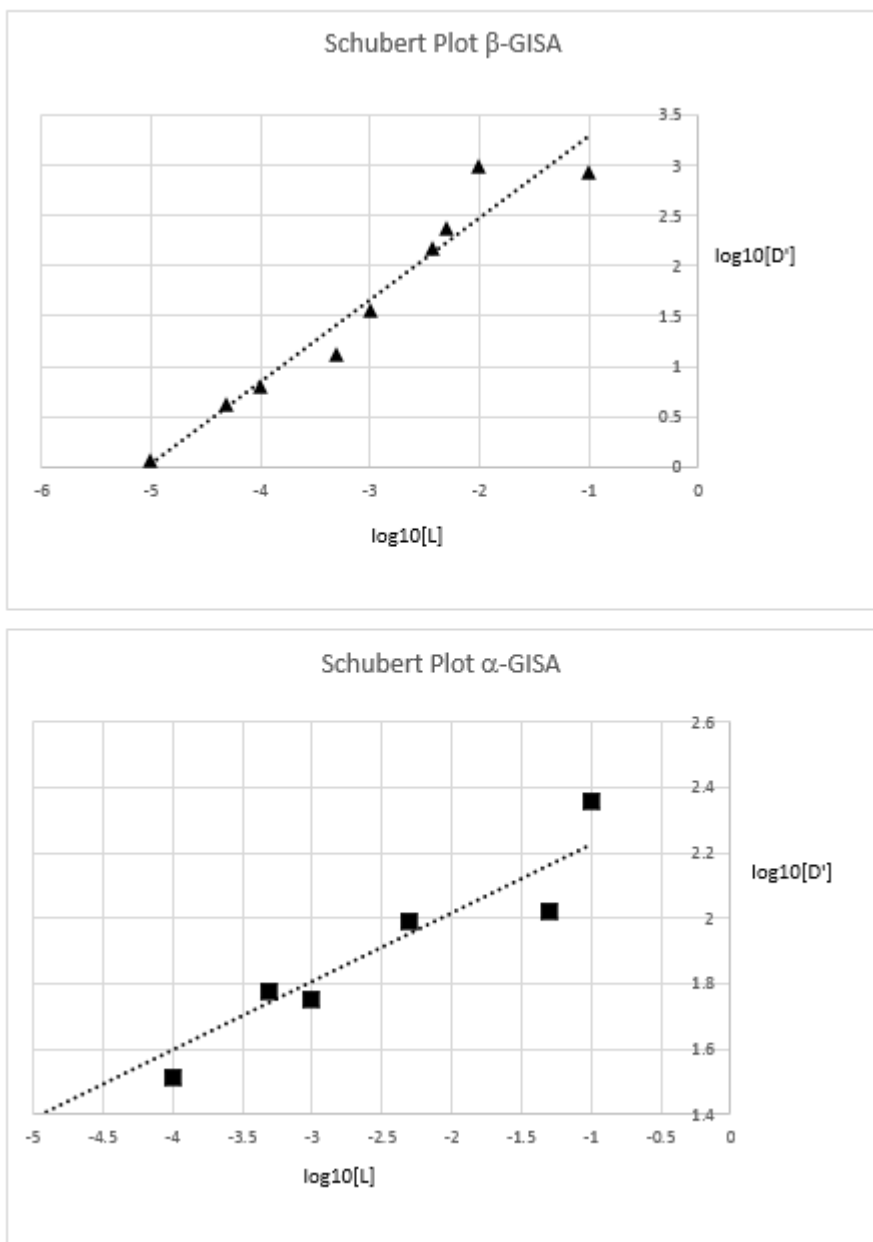 Schubert Plot β-GISA
3.5
3
2.5
log10[D']
2
1.5
1
0.5
0
-6 -5 -4 -3 -2 -1 0
log10[L]
Schubert Plot α-GISA
2.6
2.4
2.2
log10[D']
2
1.8
1.6
1.4
-5 -4.5 -4 -3.5 -3 -2.5 -2 -1.5 -1 -0.5 0
log10[L]